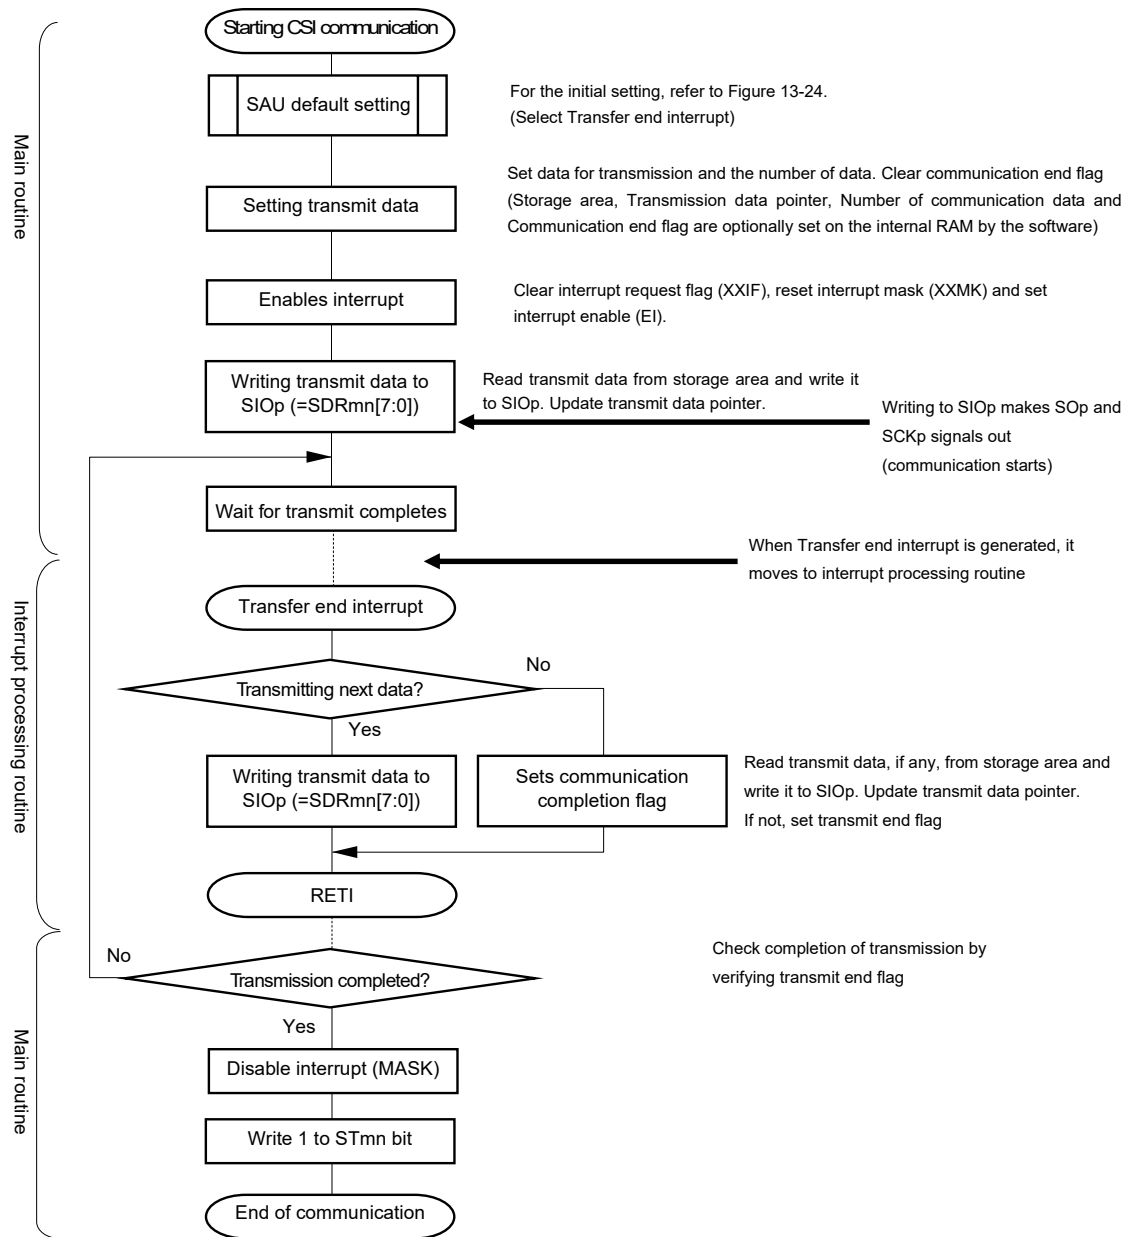 Starting CSI communication
Main routine
SAU default setting
For the initial setting, refer to Figure 13-24.
(Select Transfer end interrupt)
Setting transmit data
Set data for transmission and the number of data. Clear communication end flag
(Storage area, Transmission data pointer, Number of communication data and
Communication end flag are optionally set on the internal RAM by the software)
Enables interrupt
Clear interrupt request flag (XXIF), reset interrupt mask (XXMK) and set
interrupt enable (EI).
Writing transmit data to
SIOp (=SDRmn[7:0])
Read transmit data from storage area and write it
to SIOp. Update transmit data pointer.
Writing to SIOp makes SOp and
SCKp signals out
(communication starts)
Wait for transmit completes
When Transfer end interrupt is generated, it
moves to interrupt processing routine
Interrupt processing routine
Transfer end interrupt
No
Transmitting next data?
Yes
Writing transmit data to
SIOp (=SDRmn[7:0])
Sets communication
completion flag
Read transmit data, if any, from storage area and
write it to SIOp. Update transmit data pointer.
If not, set transmit end flag
RETI
No
Transmission completed?
Check completion of transmission by
verifying transmit end flag
Yes
Main routine
Disable interrupt (MASK)
Write 1 to STmn bit
End of communication